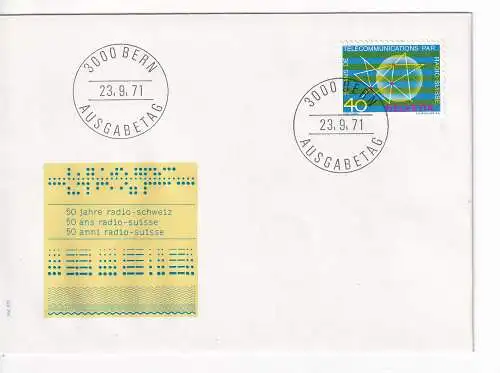 3000 BERN
23.9.71
AUSGABETAG
TELECOMMUNICATIONS PAR
RADIO-SUISSE
40
HELVETIA
3000 BERN
23.9.71
AUSGABETAG
50 jahre radio-schweiz
50 ans radio-suisse
50 anni radio-suisse